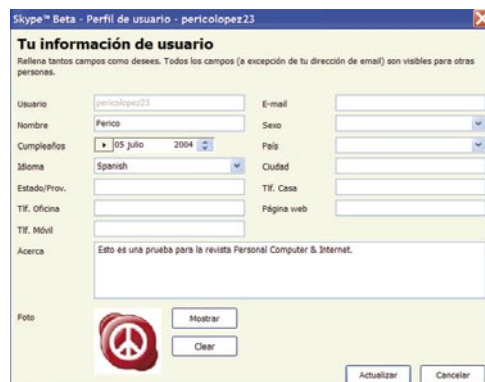 Skype™ Beta - Perfil de usuario - pericolopez23
Tu información de usuario
Rellena tantos campos como desees. Todos los campos (a excepción de tu dirección de email) son visibles para otras
personas.
Usuario pericolopez23 E-mail
Nombre Perico Sexo
Cumpleaños 05 julio 2004 País
Idioma Spanish Ciudad
Estado/Prov. Tlf. Casa
Tlf. Oficina Página web
Tlf. Móvil
Acerca Esto es una prueba para la revista Personal Computer & Internet.
Foto Mostrar
Clear
Actualizar Cancelar